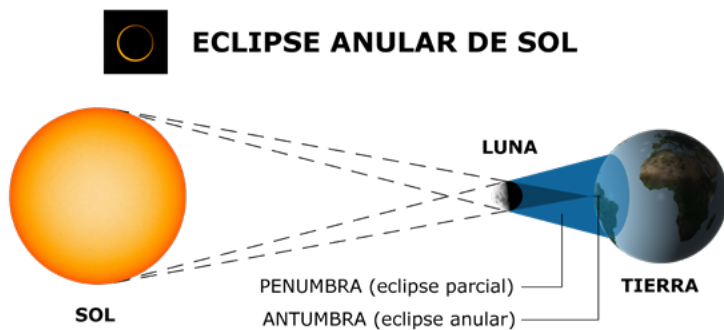 ECLIPSE ANULAR DE SOL
LUNA
PENUMBRA (eclipse parcial)
SOL
TIERRA
ANTUMBRA (eclipse anular)